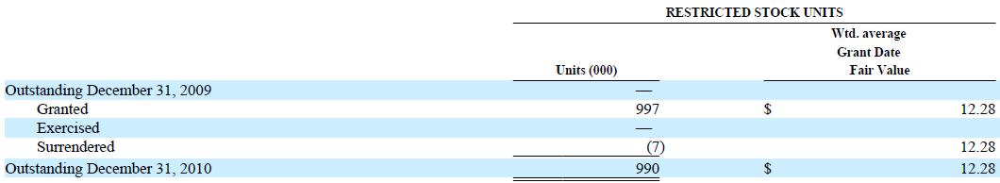 RESTRICTED STOCK UNITS
Wtd. average
Grant Date
Units (000) Fair Value
Outstanding December 31, 2009 —
Granted 997 $ 12.28
Exercised —
Surrendered (7) 12.28
Outstanding December 31, 2010 990 $ 12.28